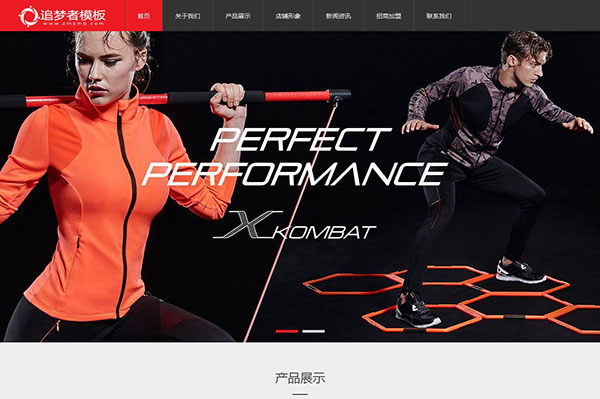 追梦者模板
www.zmzmb.com
首页 关于我们 产品展示 店铺形象 新闻资讯 招商加盟 联系我们
PERFECT
PERFORMANCE
X KOMBAT
产品展示